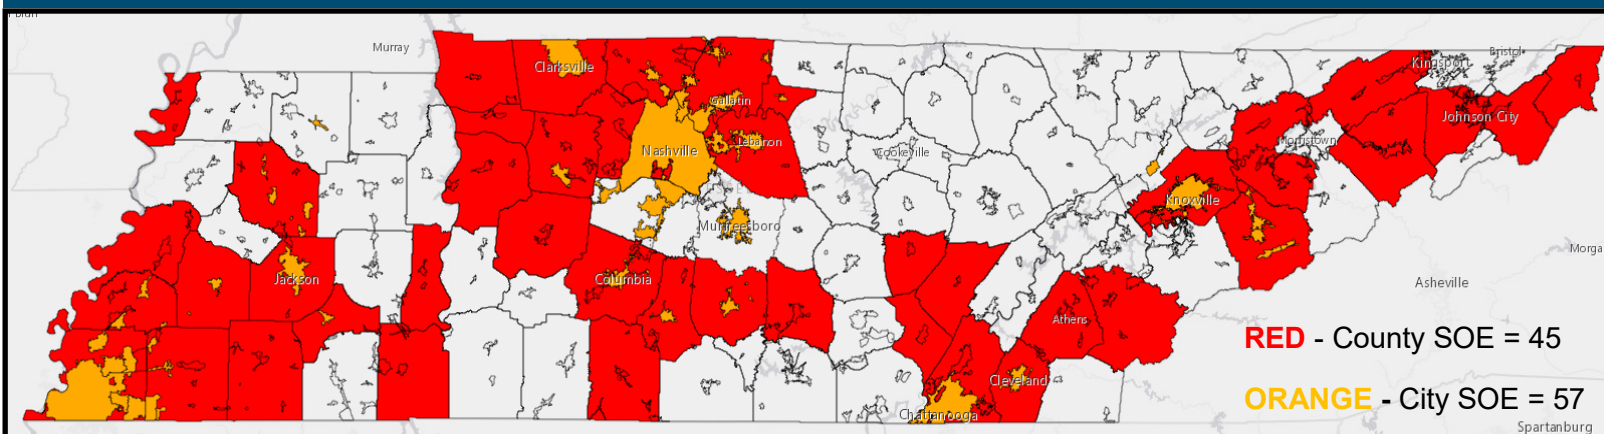 Murray
Clarksville
Gallatin
Nashville
Lebanon
Cookeville
Murfreesboro
Columbia
Jackson
Knoxville
Athens
Cleveland
Chattanooga
Kingsport
Bristol
Johnson City
Morristown
Morga
Asheville
RED - County SOE = 45
ORANGE - City SOE = 57
Spartanburg